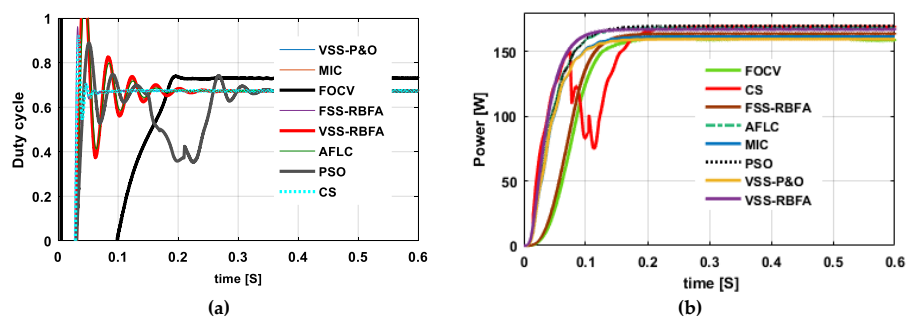 1
0.8
0.6
0.4
0.2
0
Duty cycle
VSS-P&O
MIC
FOCV
FSS-RBFA
VSS-RBFA
AFLC
PSO
CS
0 0.1 0.2 0.3 0.4 0.5 0.6
time [S]
(a)
150
100
50
0
Power [W]
FOCV
CS
FSS-RBFA
AFLC
MIC
PSO
VSS-P&O
VSS-RBFA
0 0.1 0.2 0.3 0.4 0.5 0.6
time [S]
(b)